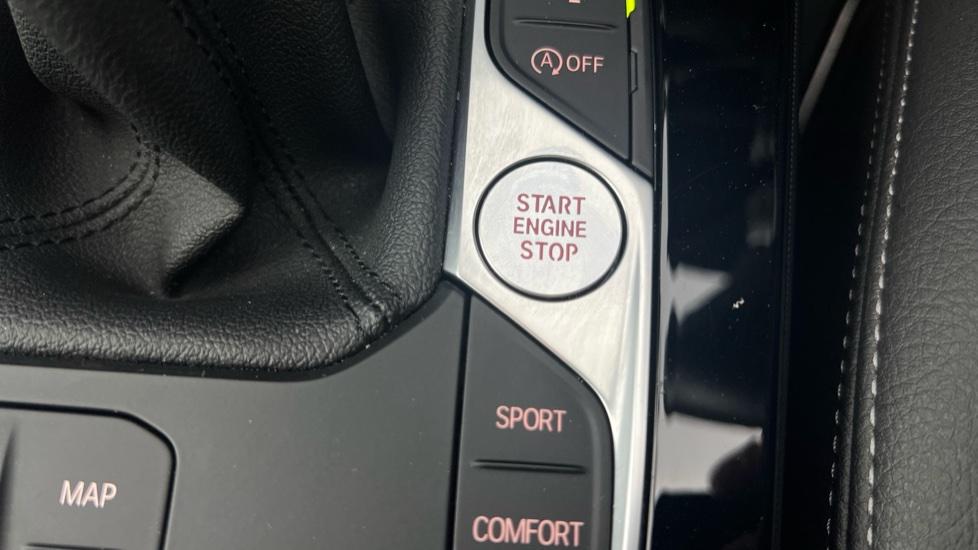 OFF
START
ENGINE
STOP
SPORT
MAP
COMFORT